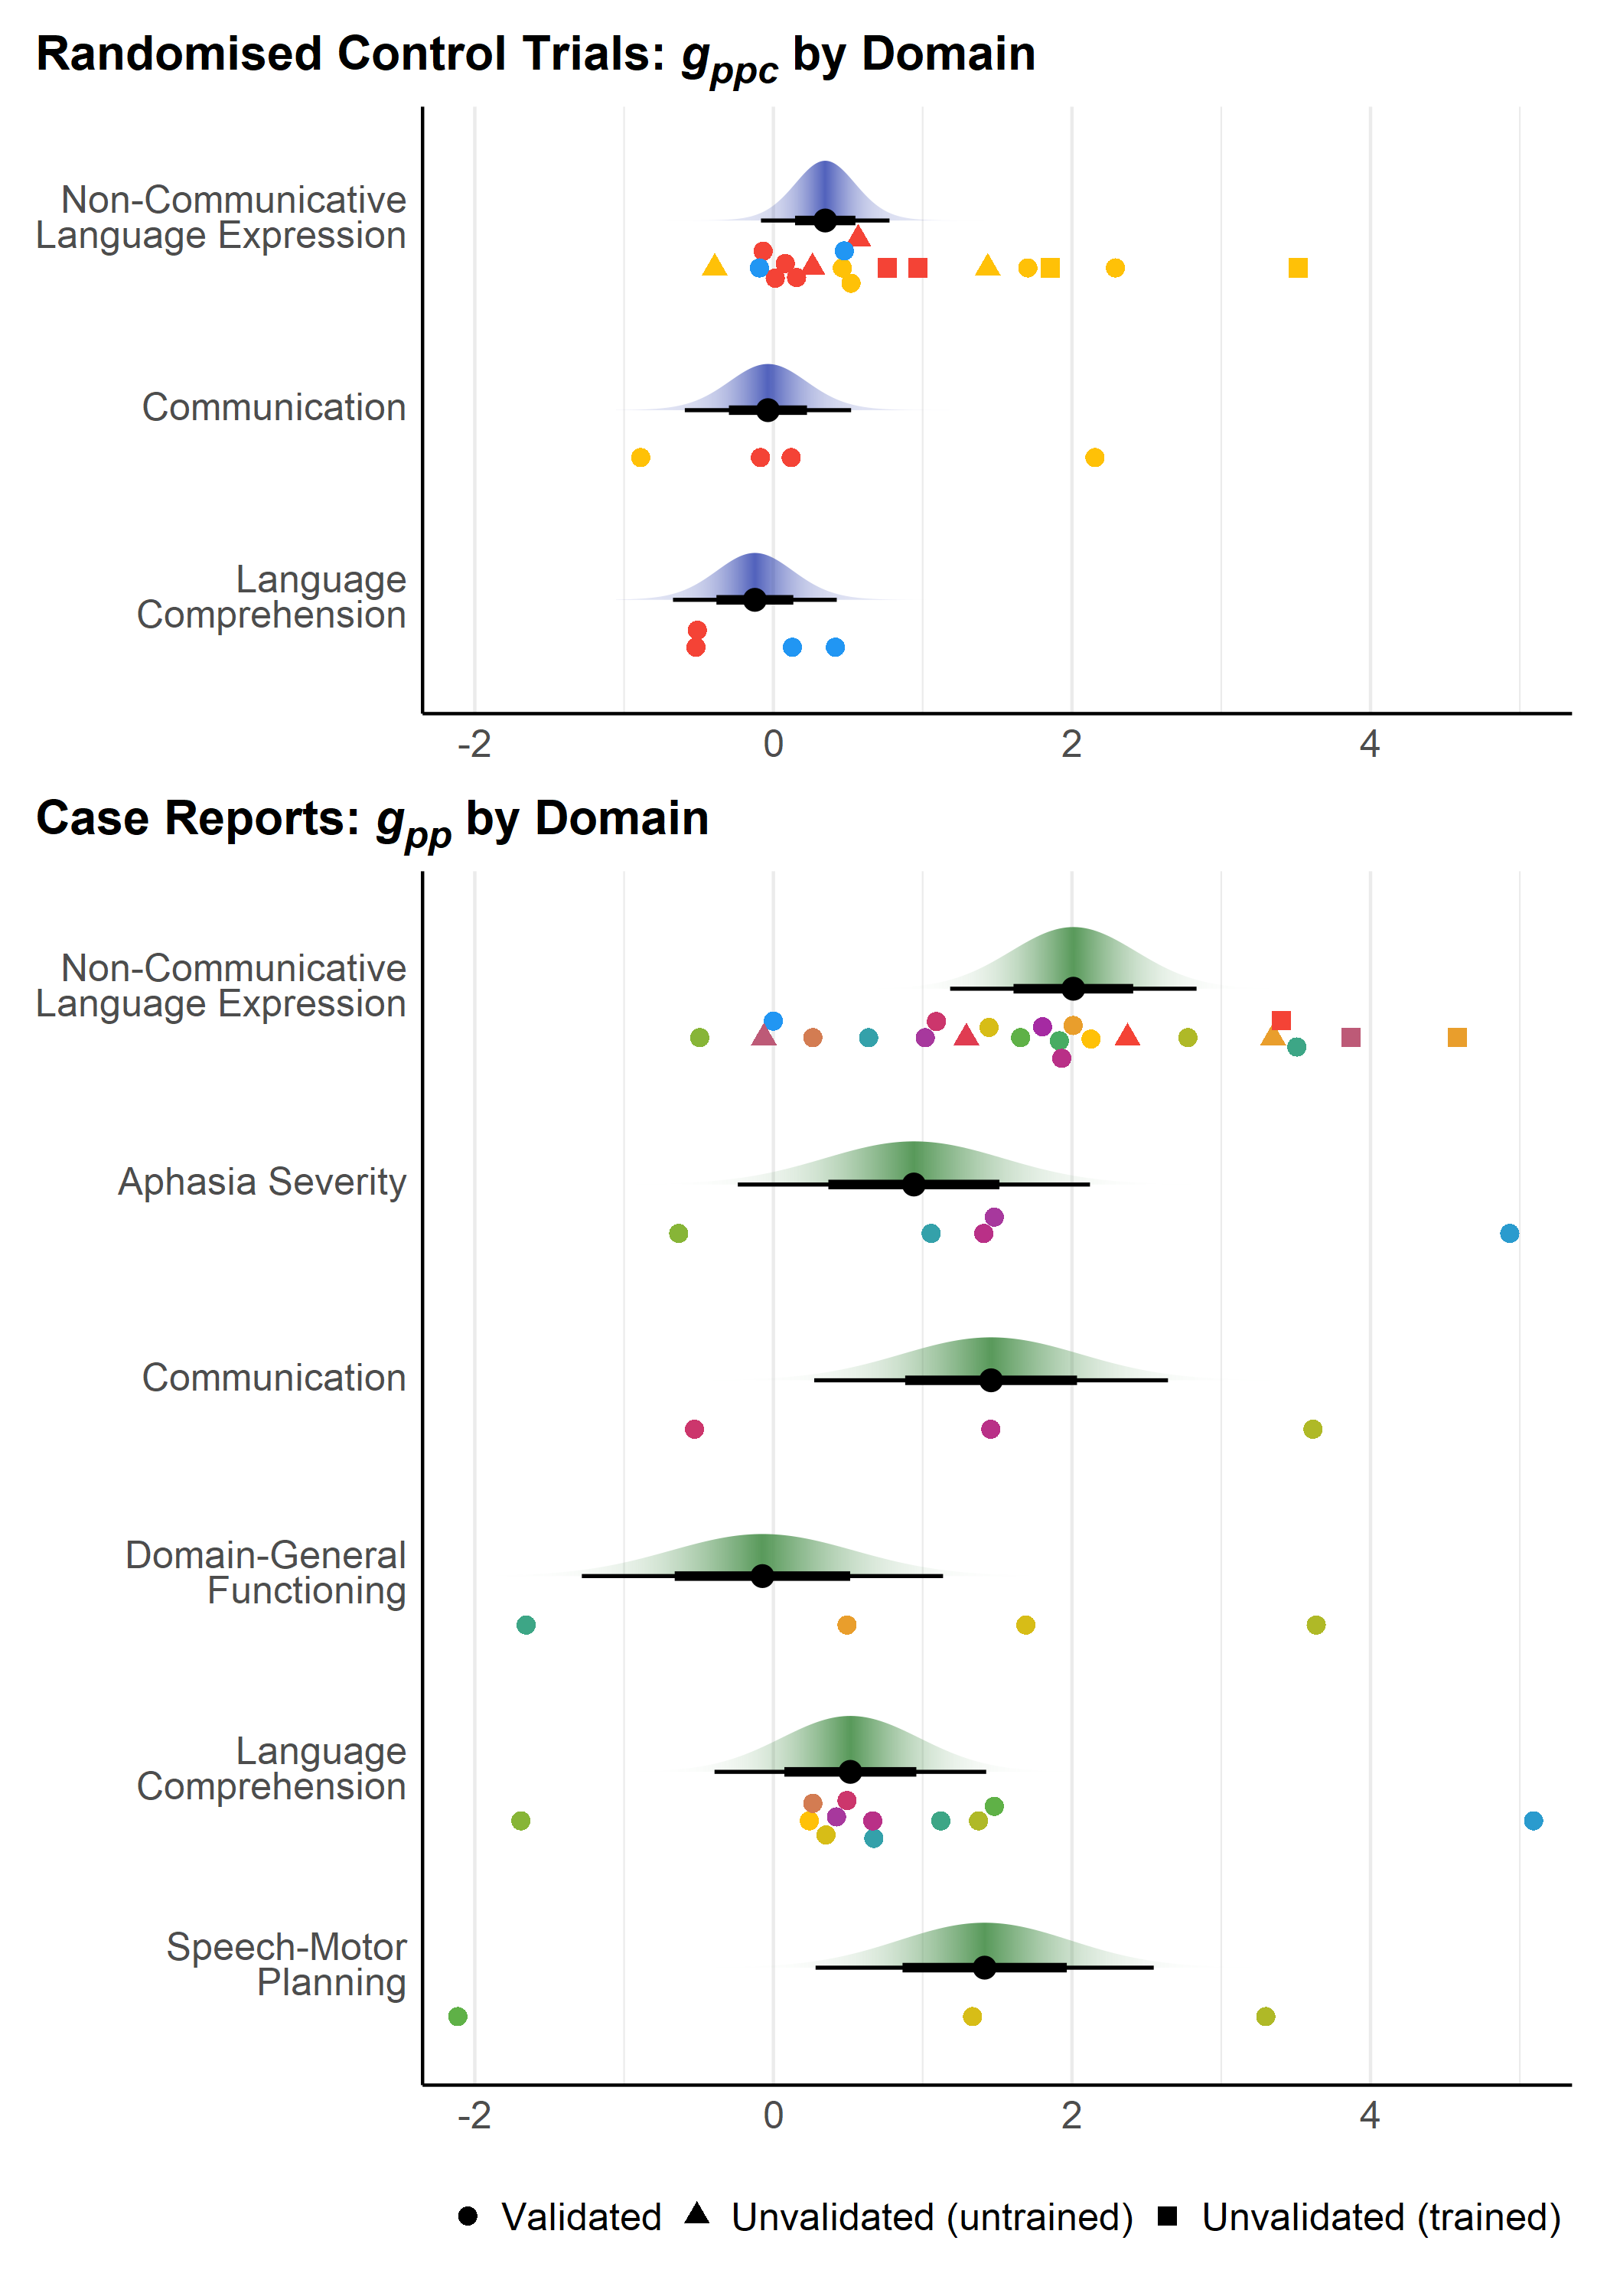 Randomised Control Trials: gppc by Domain
Non-Communicative
Language Expression
Communication
Language
Comprehension
-2 0 2 4
Case Reports: gpp by Domain
Non-Communicative
Language Expression
Aphasia Severity
Communication
Domain-General
Functioning
Language
Comprehension
Speech-Motor
Planning
-2 0 2 4
Validated Unvalidated (untrained) Unvalidated (trained)